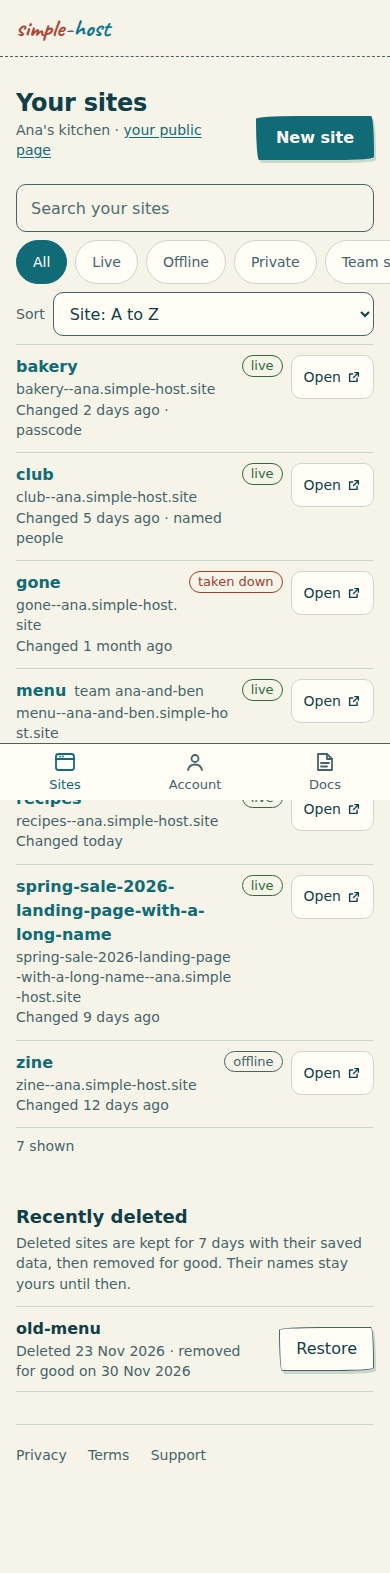 simple-host
Your sites
Ana's kitchen · your public
page
New site
Search your sites
All Live Offline Private Team s
Sort Site: A to Z
bakery live Open
bakery--ana.simple-host.site
Changed 2 days ago ·
passcode
club live Open
club--ana.simple-host.site
Changed 5 days ago · named
people
gone taken down Open
gone--ana.simple-host.
site
Changed 1 month ago
menu team ana-and-ben live Open
menu--ana-and-ben.simple-ho
st.site
Sites Account Docs
recipes live Open
recipes--ana.simple-host.site
Changed today
spring-sale-2026- live Open
landing-page-with-a-
long-name
spring-sale-2026-landing-page
-with-a-long-name--ana.simple
-host.site
Changed 9 days ago
zine offline Open
zine--ana.simple-host.site
Changed 12 days ago
7 shown
Recently deleted
Deleted sites are kept for 7 days with their saved
data, then removed for good. Their names stay
yours until then.
old-menu
Deleted 23 Nov 2026 · removed
for good on 30 Nov 2026
Restore
Privacy Terms Support